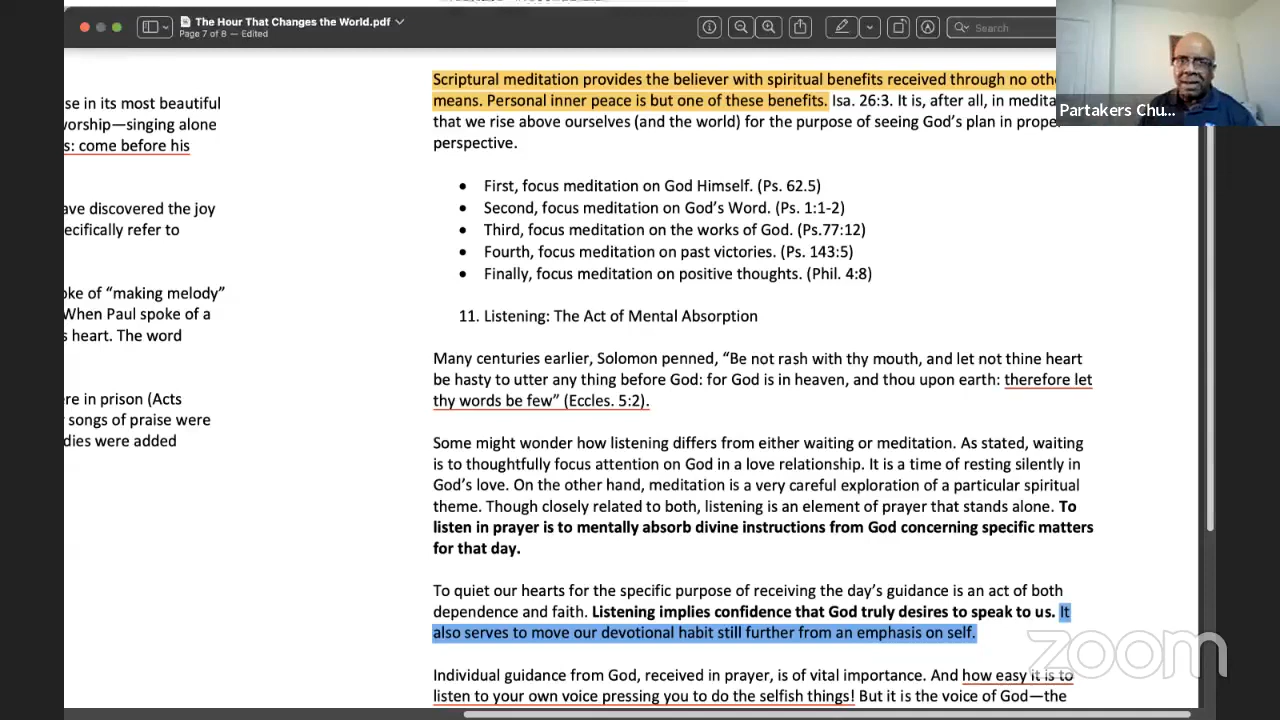 The Hour That Changes the World.pdf
Page 7 of 8 — Edited
Search
Partakers Chu...
se in its most beautiful
vorship—singing alone
s: come before his
ave discovered the joy
ecifically refer to
oke of “making melody”
When Paul spoke of a
s heart. The word
re in prison (Acts
songs of praise were
dies were added
Scriptural meditation provides the believer with spiritual benefits received through no othe
means. Personal inner peace is but one of these benefits. Isa. 26:3. It is, after all, in medita
that we rise above ourselves (and the world) for the purpose of seeing God’s plan in proper
perspective.
• First, focus meditation on God Himself. (Ps. 62.5)
• Second, focus meditation on God’s Word. (Ps. 1:1-2)
• Third, focus meditation on the works of God. (Ps.77:12)
• Fourth, focus meditation on past victories. (Ps. 143:5)
• Finally, focus meditation on positive thoughts. (Phil. 4:8)
11. Listening: The Act of Mental Absorption
Many centuries earlier, Solomon penned, “Be not rash with thy mouth, and let not thine heart
be hasty to utter any thing before God: for God is in heaven, and thou upon earth: therefore let
thy words be few” (Eccles. 5:2).
Some might wonder how listening differs from either waiting or meditation. As stated, waiting
is to thoughtfully focus attention on God in a love relationship. It is a time of resting silently in
God’s love. On the other hand, meditation is a very careful exploration of a particular spiritual
theme. Though closely related to both, listening is an element of prayer that stands alone. To
listen in prayer is to mentally absorb divine instructions from God concerning specific matters
for that day.
To quiet our hearts for the specific purpose of receiving the day’s guidance is an act of both
dependence and faith. Listening implies confidence that God truly desires to speak to us. It
also serves to move our devotional habit still further from an emphasis on self.
Individual guidance from God, received in prayer, is of vital importance. And how easy it is to
listen to your own voice pressing you to do the selfish things! But it is the voice of God—the
zoom